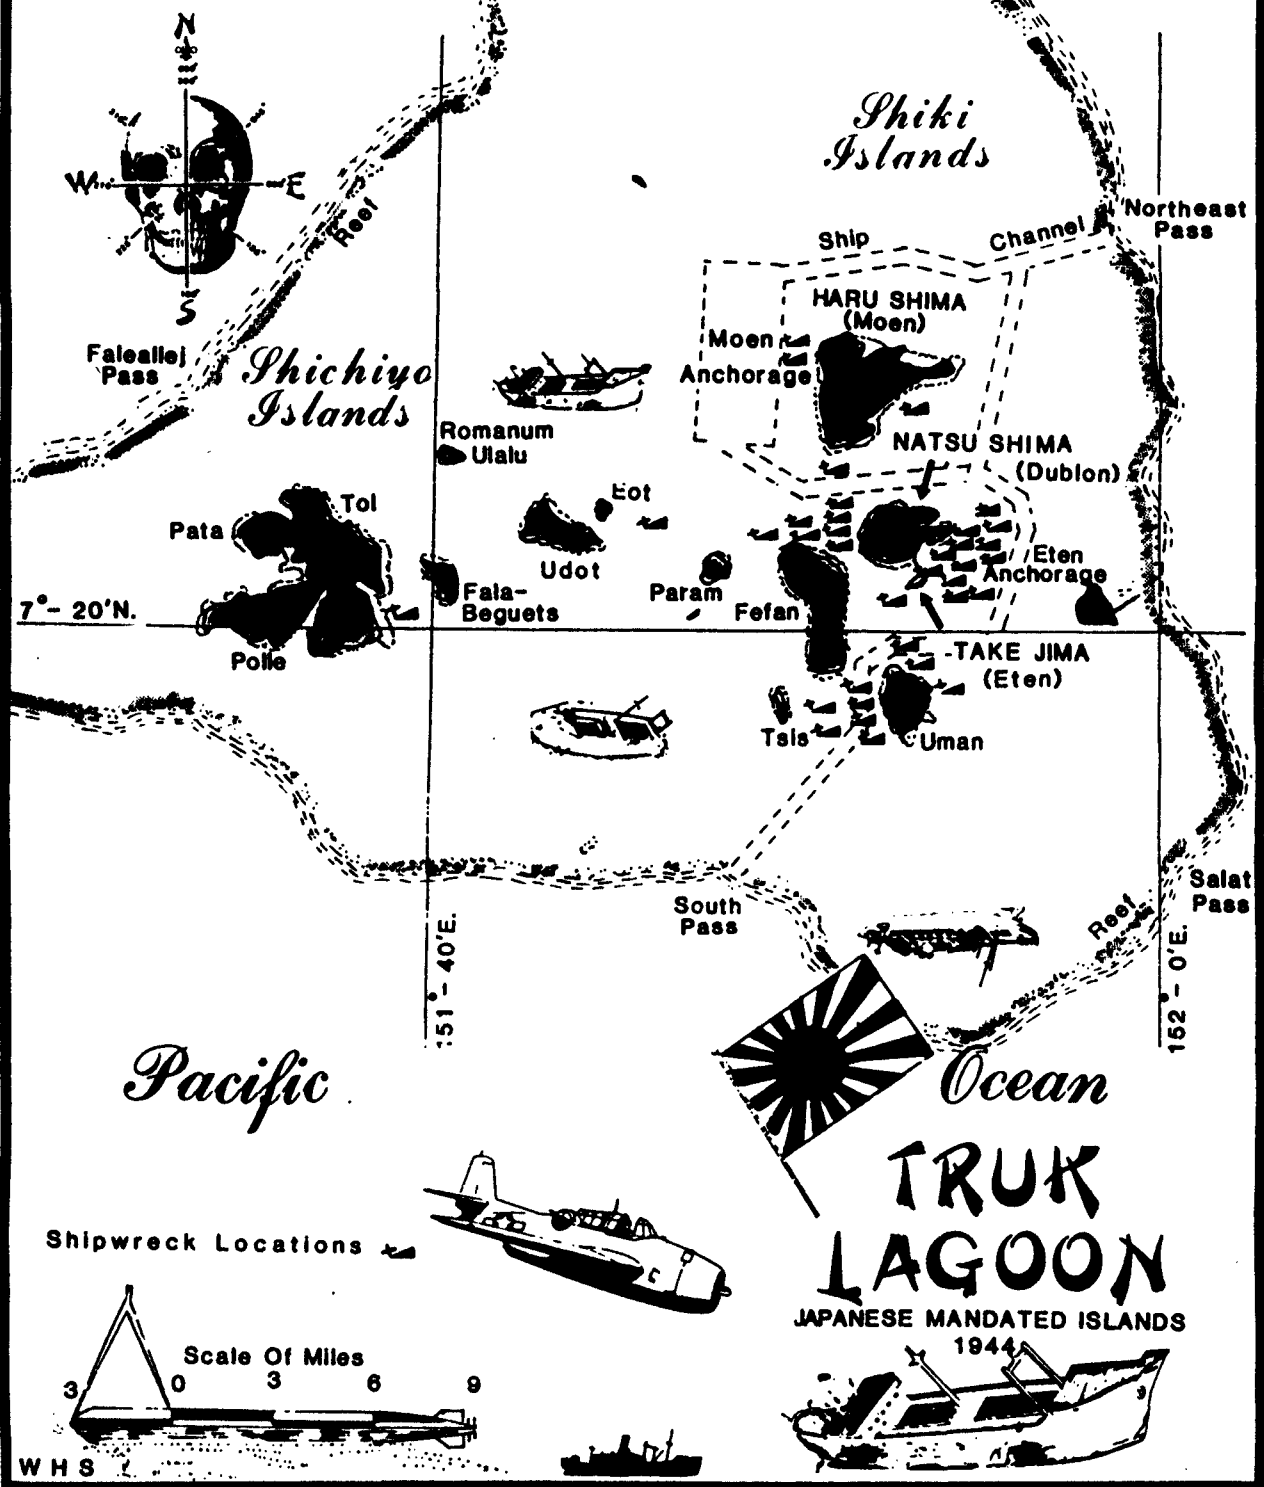 N
W
E
S
Shiki
Islands
Northeast
Pass
Reef
Ship Channel
HARU SHIMA
(Moen)
Moen
Anchorage
Faleallej
Pass
Shichiyo
Islands
Romanum
Ulalu
NATSU SHIMA
(Dublon)
Tol
Pata
Eot
Udot
Eten
Anchorage
Param
Fefan
Fala-
Beguets
7°- 20'N.
Polle
-TAKE JIMA
(Eten)
Tsis
Uman
South
Pass
Salat
Pass
Reef
151°- 40'E.
152°- 0'E.
Pacific
Ocean
TRUK
LAGOON
JAPANESE MANDATED ISLANDS
1944
Shipwreck Locations
Scale Of Miles
3 0 3 6 9
WHS